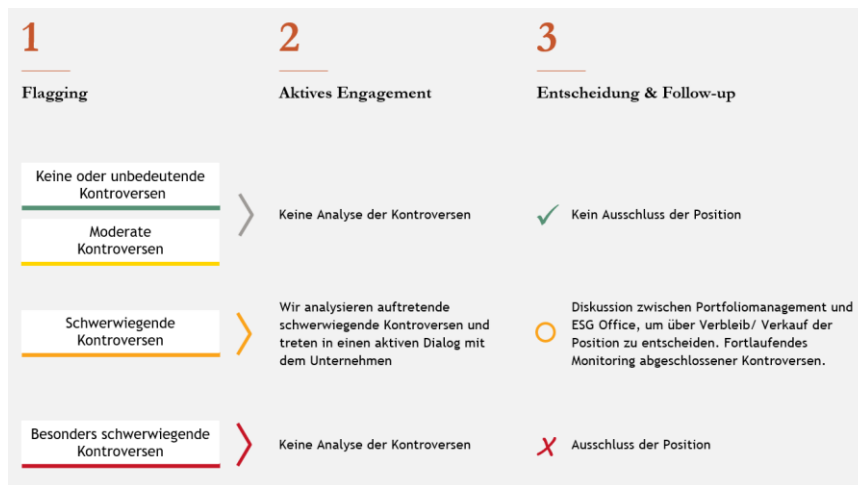 1
2
3
Flagging
Aktives Engagement
Entscheidung & Follow-up
Keine oder unbedeutende
Kontroversen
Moderate
Kontroversen
Keine Analyse der Kontroversen
Kein Ausschluss der Position
Schwerwiegende
Kontroversen
Wir analysieren auftretende
schwerwiegende Kontroversen und
treten in einen aktiven Dialog mit
dem Unternehmen
Diskussion zwischen Portfoliomanagement und
ESG Office, um über Verbleib/ Verkauf der
Position zu entscheiden. Fortlaufendes
Monitoring abgeschlossener Kontroversen.
Besonders schwerwiegende
Kontroversen
Keine Analyse der Kontroversen
Ausschluss der Position